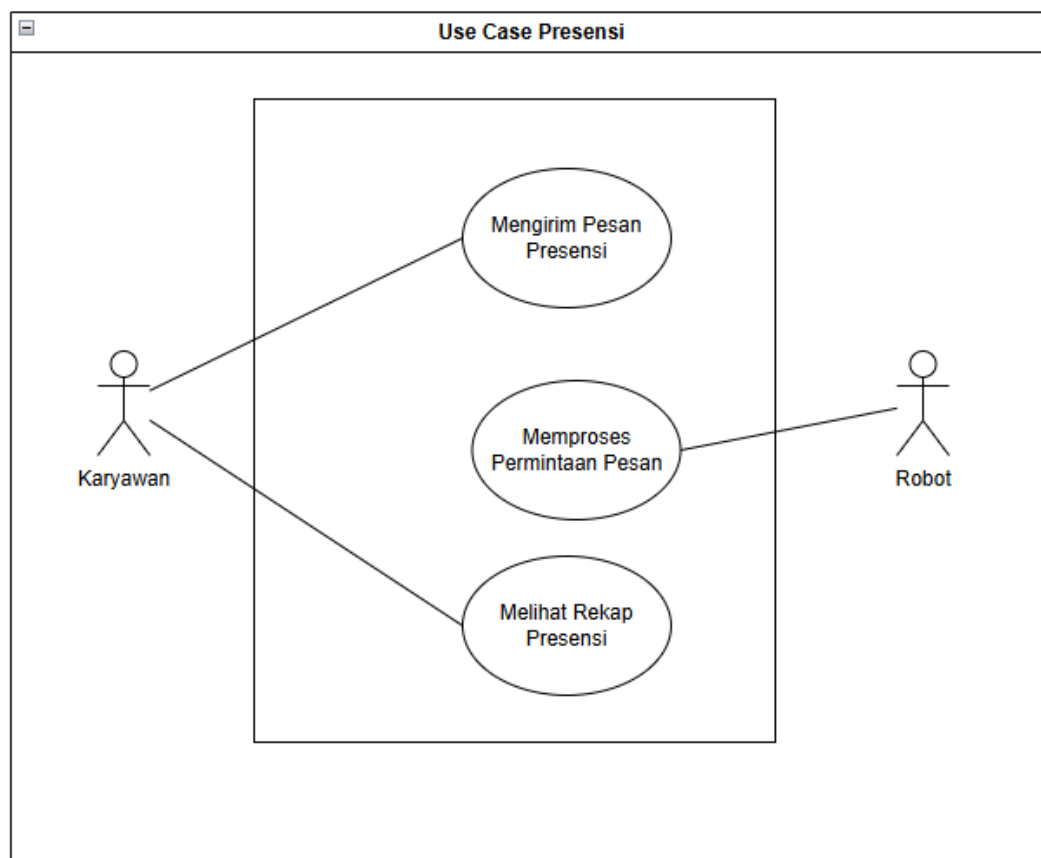 Use Case Presensi
Mengirim Pesan
Presensi
Karyawan
Memproses
Permintaan Pesan
Robot
Melihat Rekap
Presensi